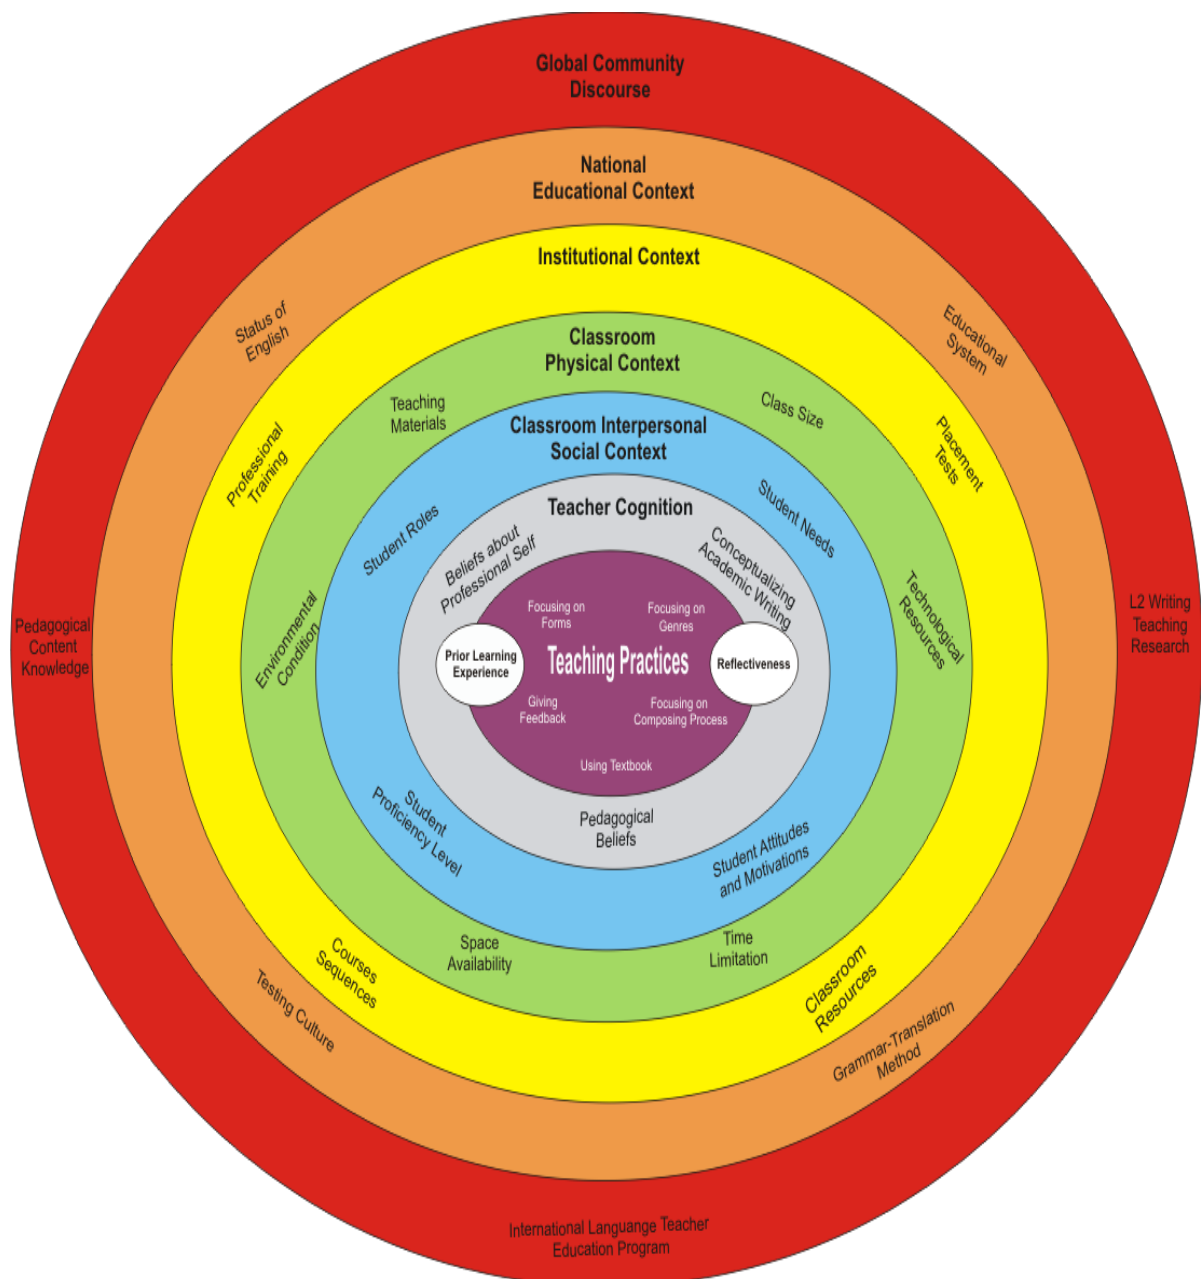 Global Community
Discourse
National
Educational Context
Institutional Context
Status of
English
Educational
System
Classroom
Physical Context
Teaching
Materials
Class Size
Professional
Training
Placement
Tests
Classroom Interpersonal
Social Context
Student Roles
Student Needs
Teacher Cognition
Beliefs about
Professional Self
Conceptualizing
Academic Writing
Environmental
Condition
Technological
Resources
Pedagogical
Content
Knowledge
L2 Writing
Teaching
Research
Focusing on
Forms
Focusing on
Genres
Prior Learning
Experience
Teaching Practices
Reflectiveness
Giving
Feedback
Focusing on
Composing Process
Using Textbook
Pedagogical
Beliefs
Student
Proficiency Level
Student Attitudes
and Motivations
Space
Availability
Time
Limitation
Courses
Sequences
Classroom
Resources
Testing Culture
Grammar-Translation
Method
International Languange Teacher
Education Program